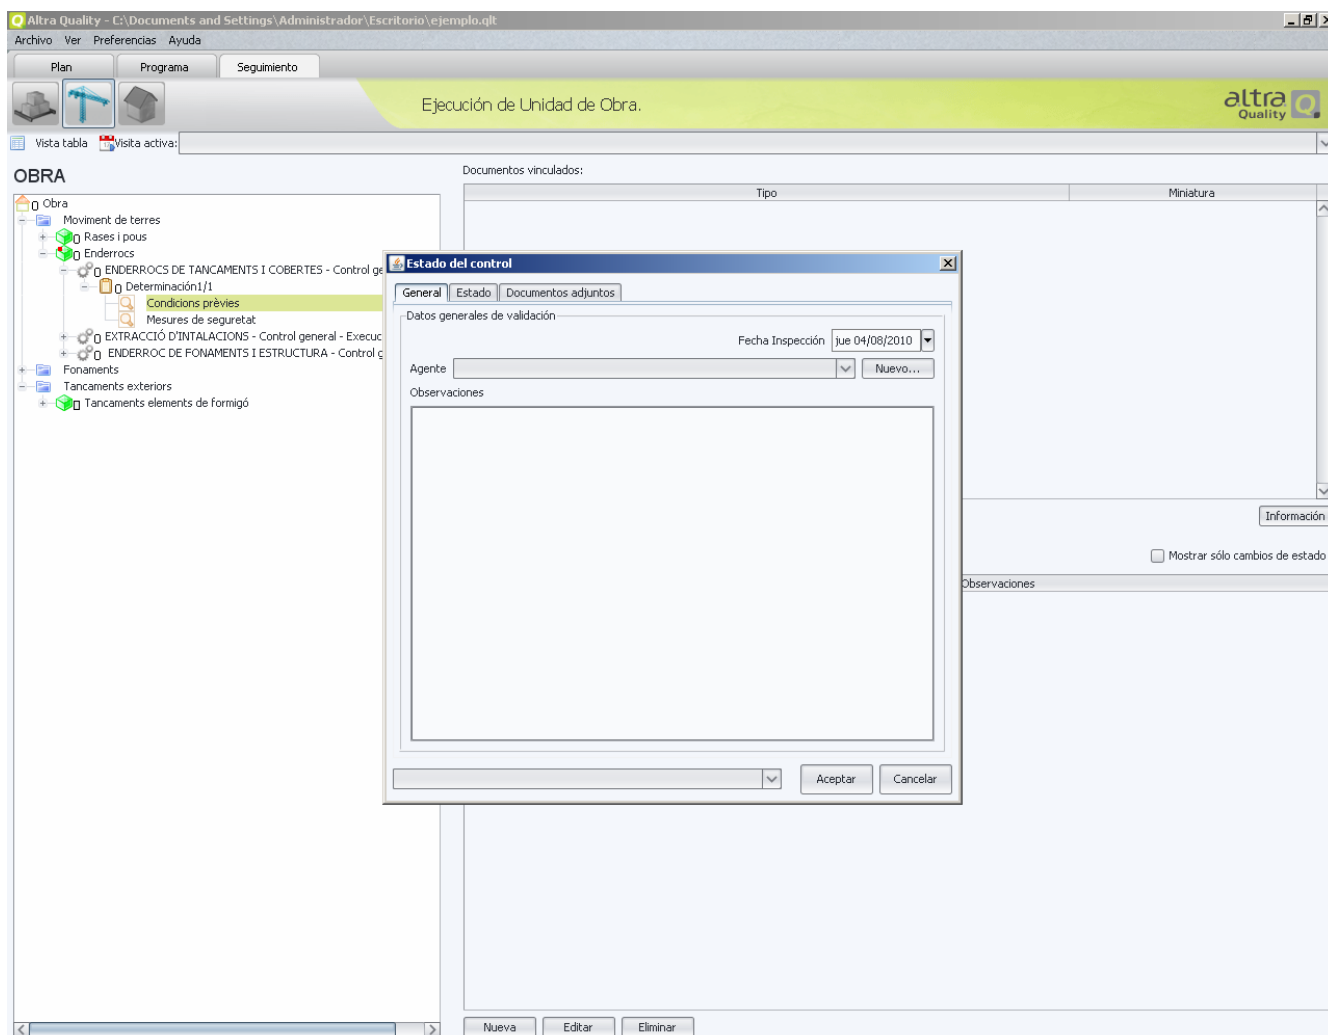 Altra Quality - C:\Documents and Settings\Administrador\Escritorio\ejemplo.qlt
Archivo Ver Preferencias Ayuda
Plan Programa Seguimiento
Ejecución de Unidad de Obra.
altra
Quality
Vista tabla Visita activa:
OBRA
Documentos vinculados:
Tipo Miniatura
() Obra
Moviment de terres
() Rases i pous
() Enderrocs
() ENDERROCS DE TANCAMENTS I COBERTES - Control ge
() Determinación1/1
Condicions prèvies
Mesures de seguretat
() EXTRACCIÓ D'INTALACIONS - Control general - Execuc
() ENDERROC DE FONAMENTS I ESTRUCTURA - Control g
Fonaments
Tancaments exteriors
() Tancaments elements de formigó
Estado del control
General Estado Documentos adjuntos
Datos generales de validación
Fecha Inspección jue 04/08/2010
Agente Nuevo...
Observaciones
Aceptar Cancelar
Información
Mostrar sólo cambios de estado
Observaciones
Nueva Editar Eliminar